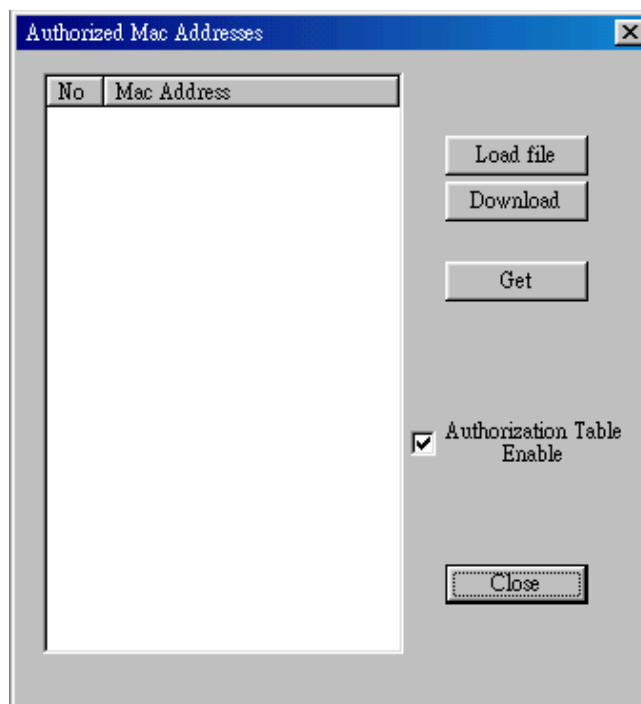 Authorized Mac Addresses
No Mac Address
Load file
Download
Get
Authorization Table
Enable
Close